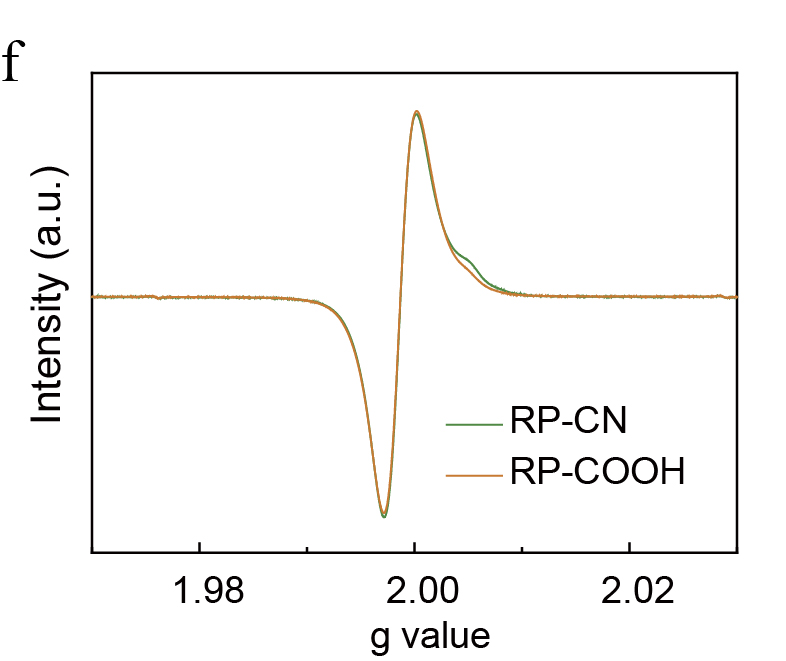 f
Intensity (a.u.)
RP-CN
RP-COOH
1.98 2.00 2.02
g value